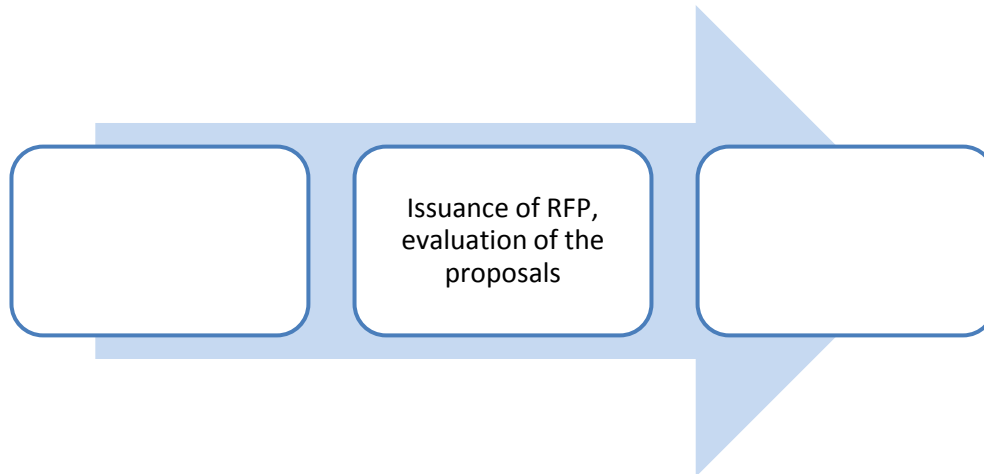 Issuance of RFP,
evaluation of the
proposals